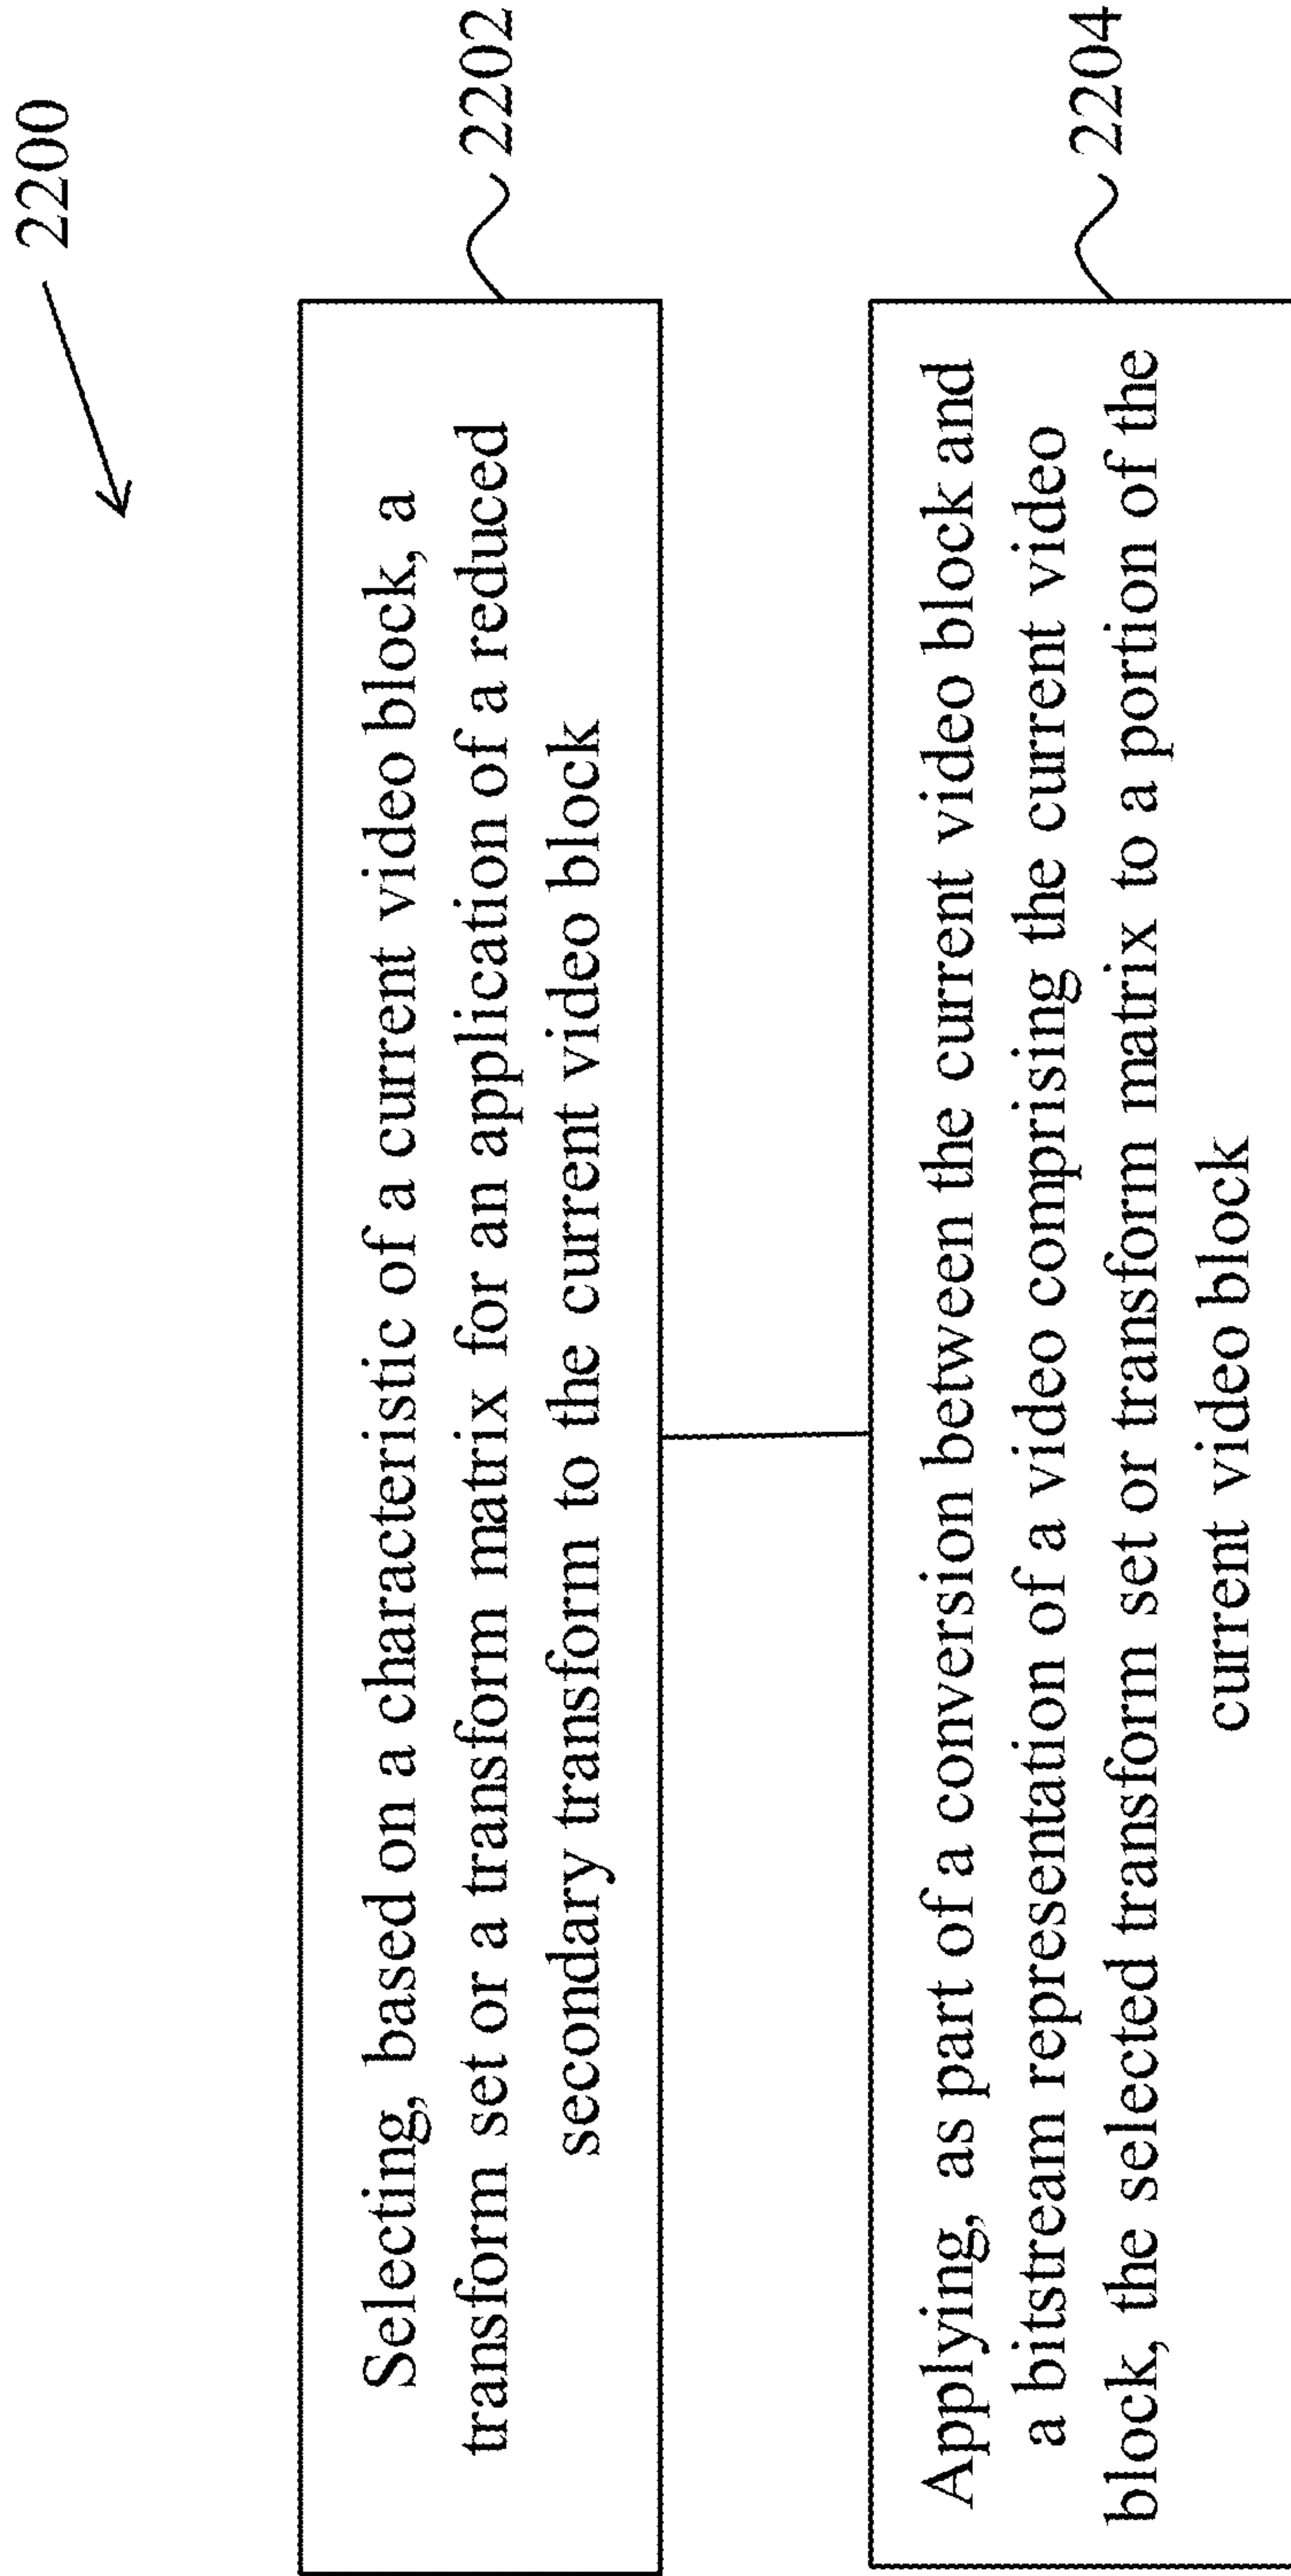 2200
Selecting, based on a characteristic of a current video block, a
transform set or a transform matrix for an application of a reduced
secondary transform to the current video block
2202
Applying, as part of a conversion between the current video block and
a bitstream representation of a video comprising the current video
block, the selected transform set or transform matrix to a portion of the
current video block
2204